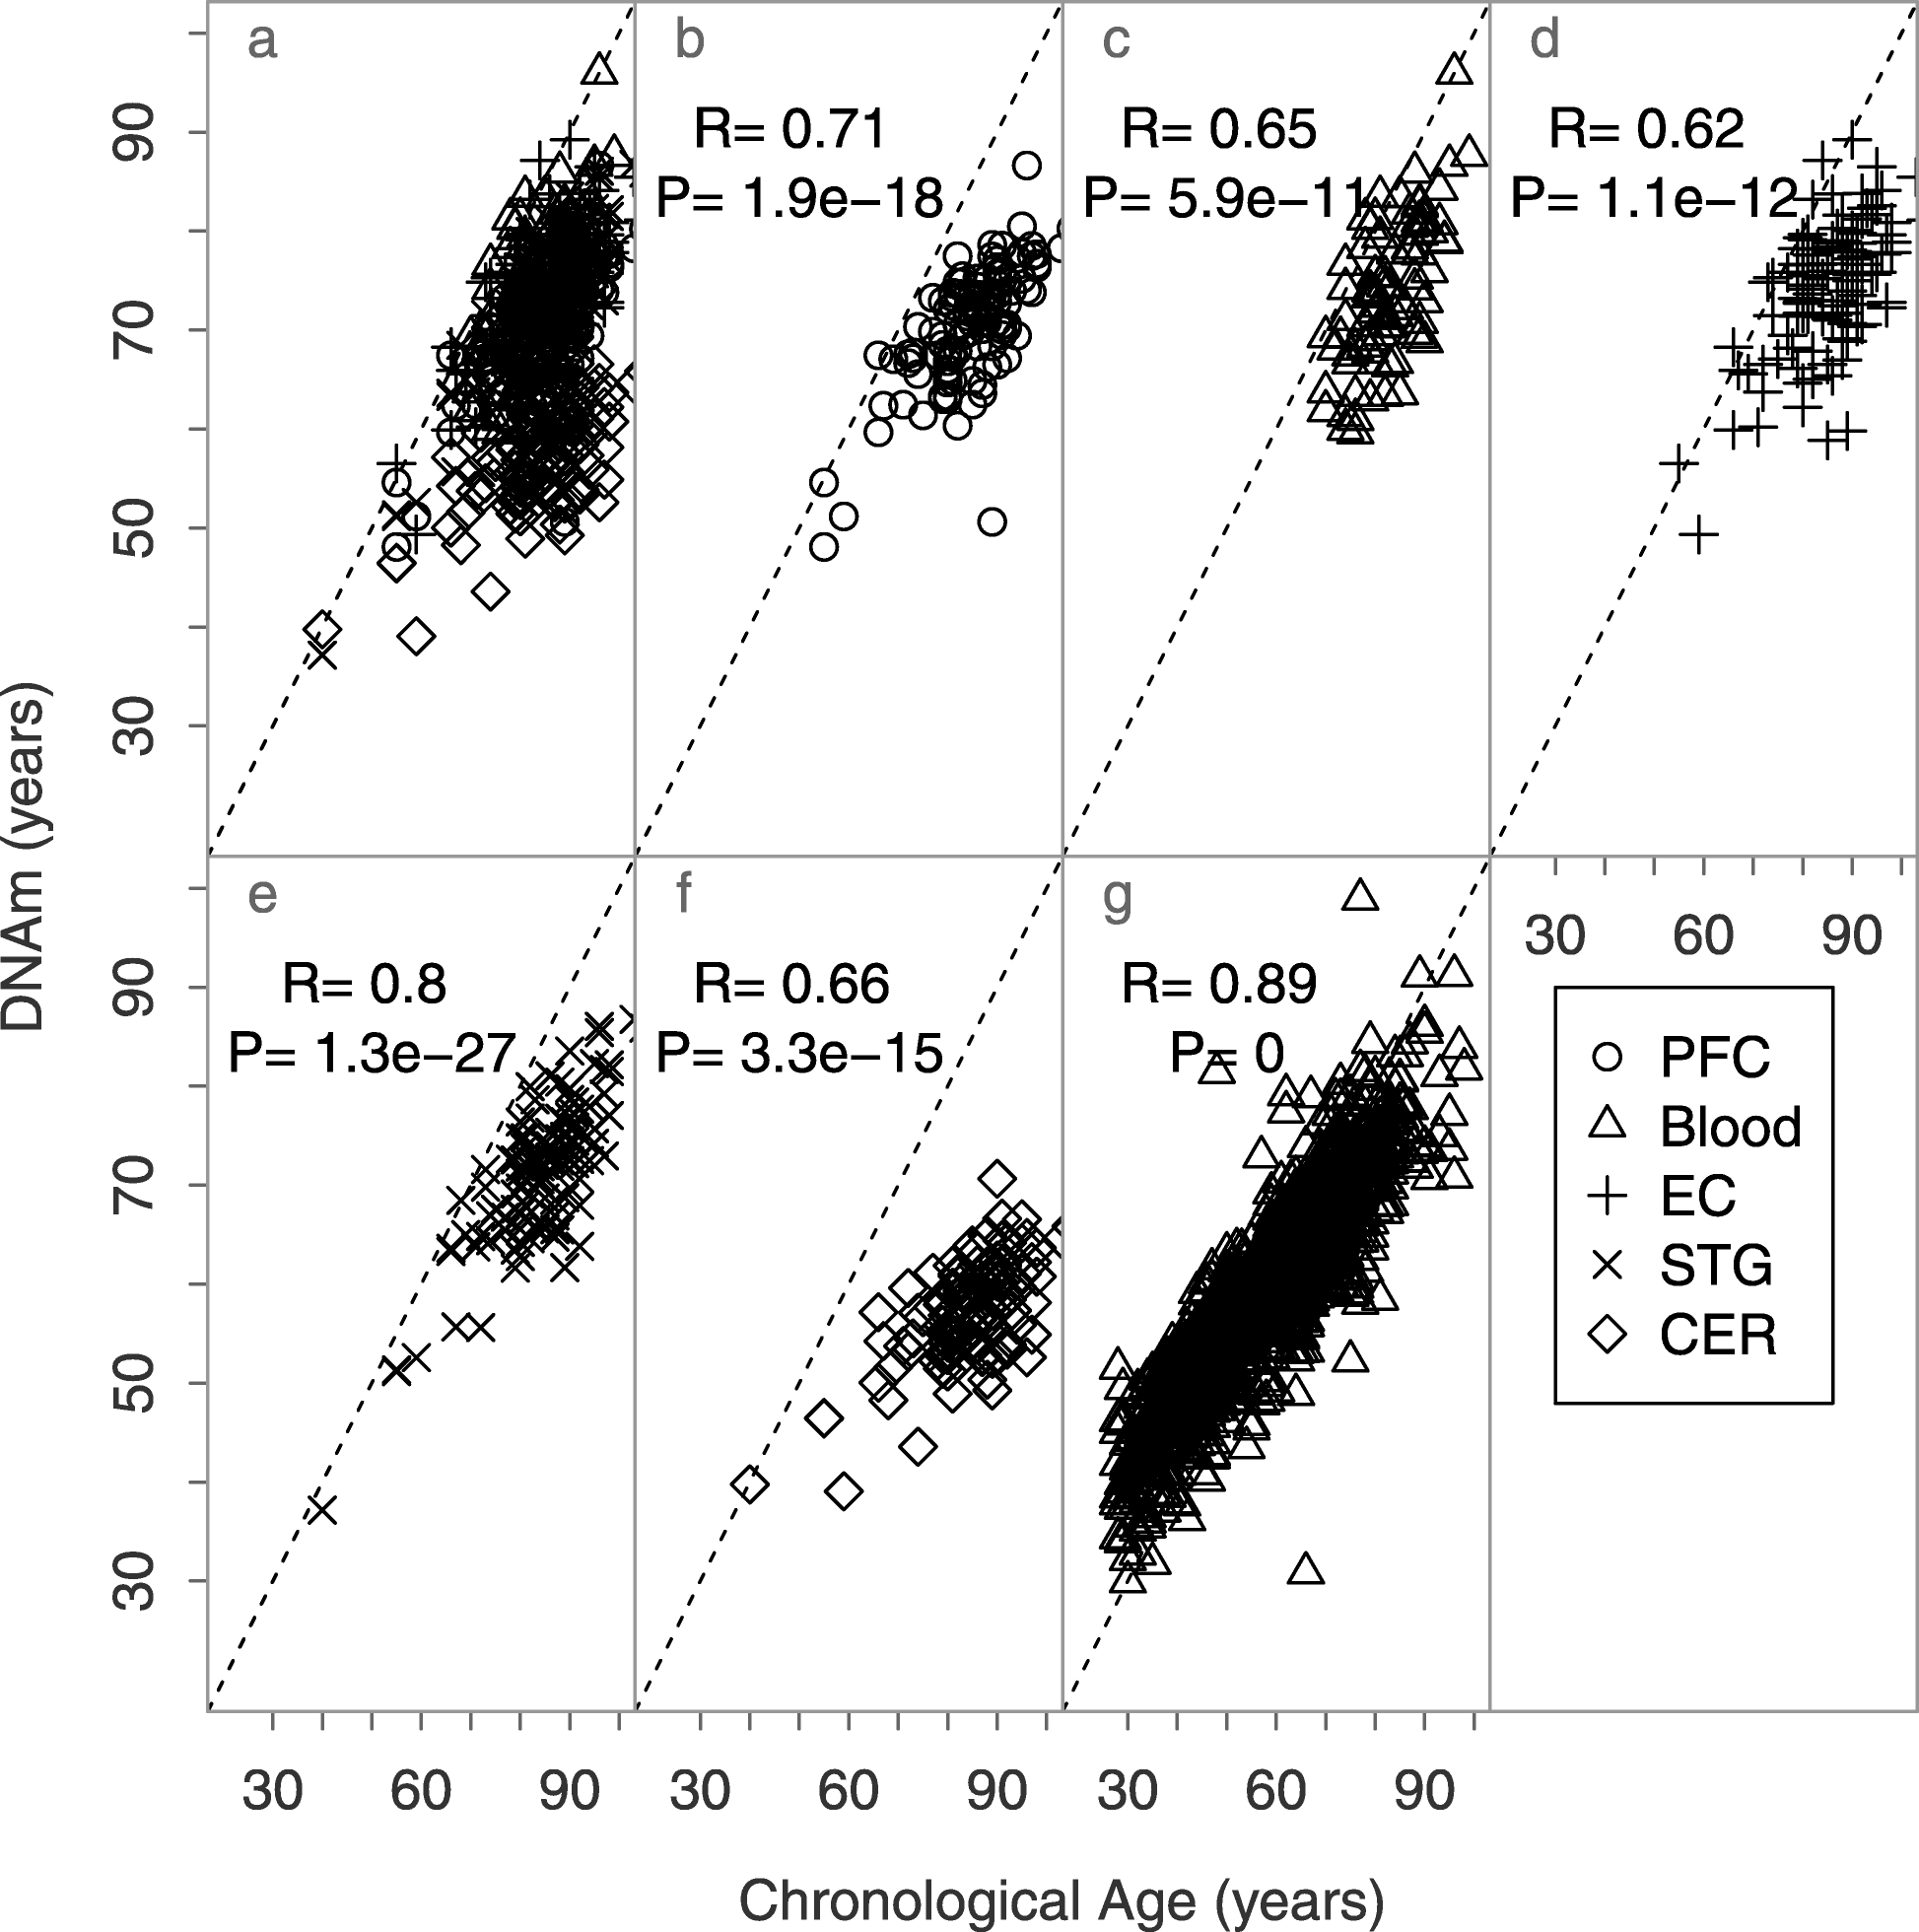 a
b
c
d
R= 0.71
P= 1.9e−18
R= 0.65
P= 5.9e−11
R= 0.62
P= 1.1e−12
90
70
50
30
DNAm (years)
e
f
g
R= 0.8
P= 1.3e−27
R= 0.66
P= 3.3e−15
R= 0.89
P= 0
30 60 90
PFC
Blood
EC
STG
CER
90
70
50
30
30 60 90
30 60 90
30 60 90
Chronological Age (years)